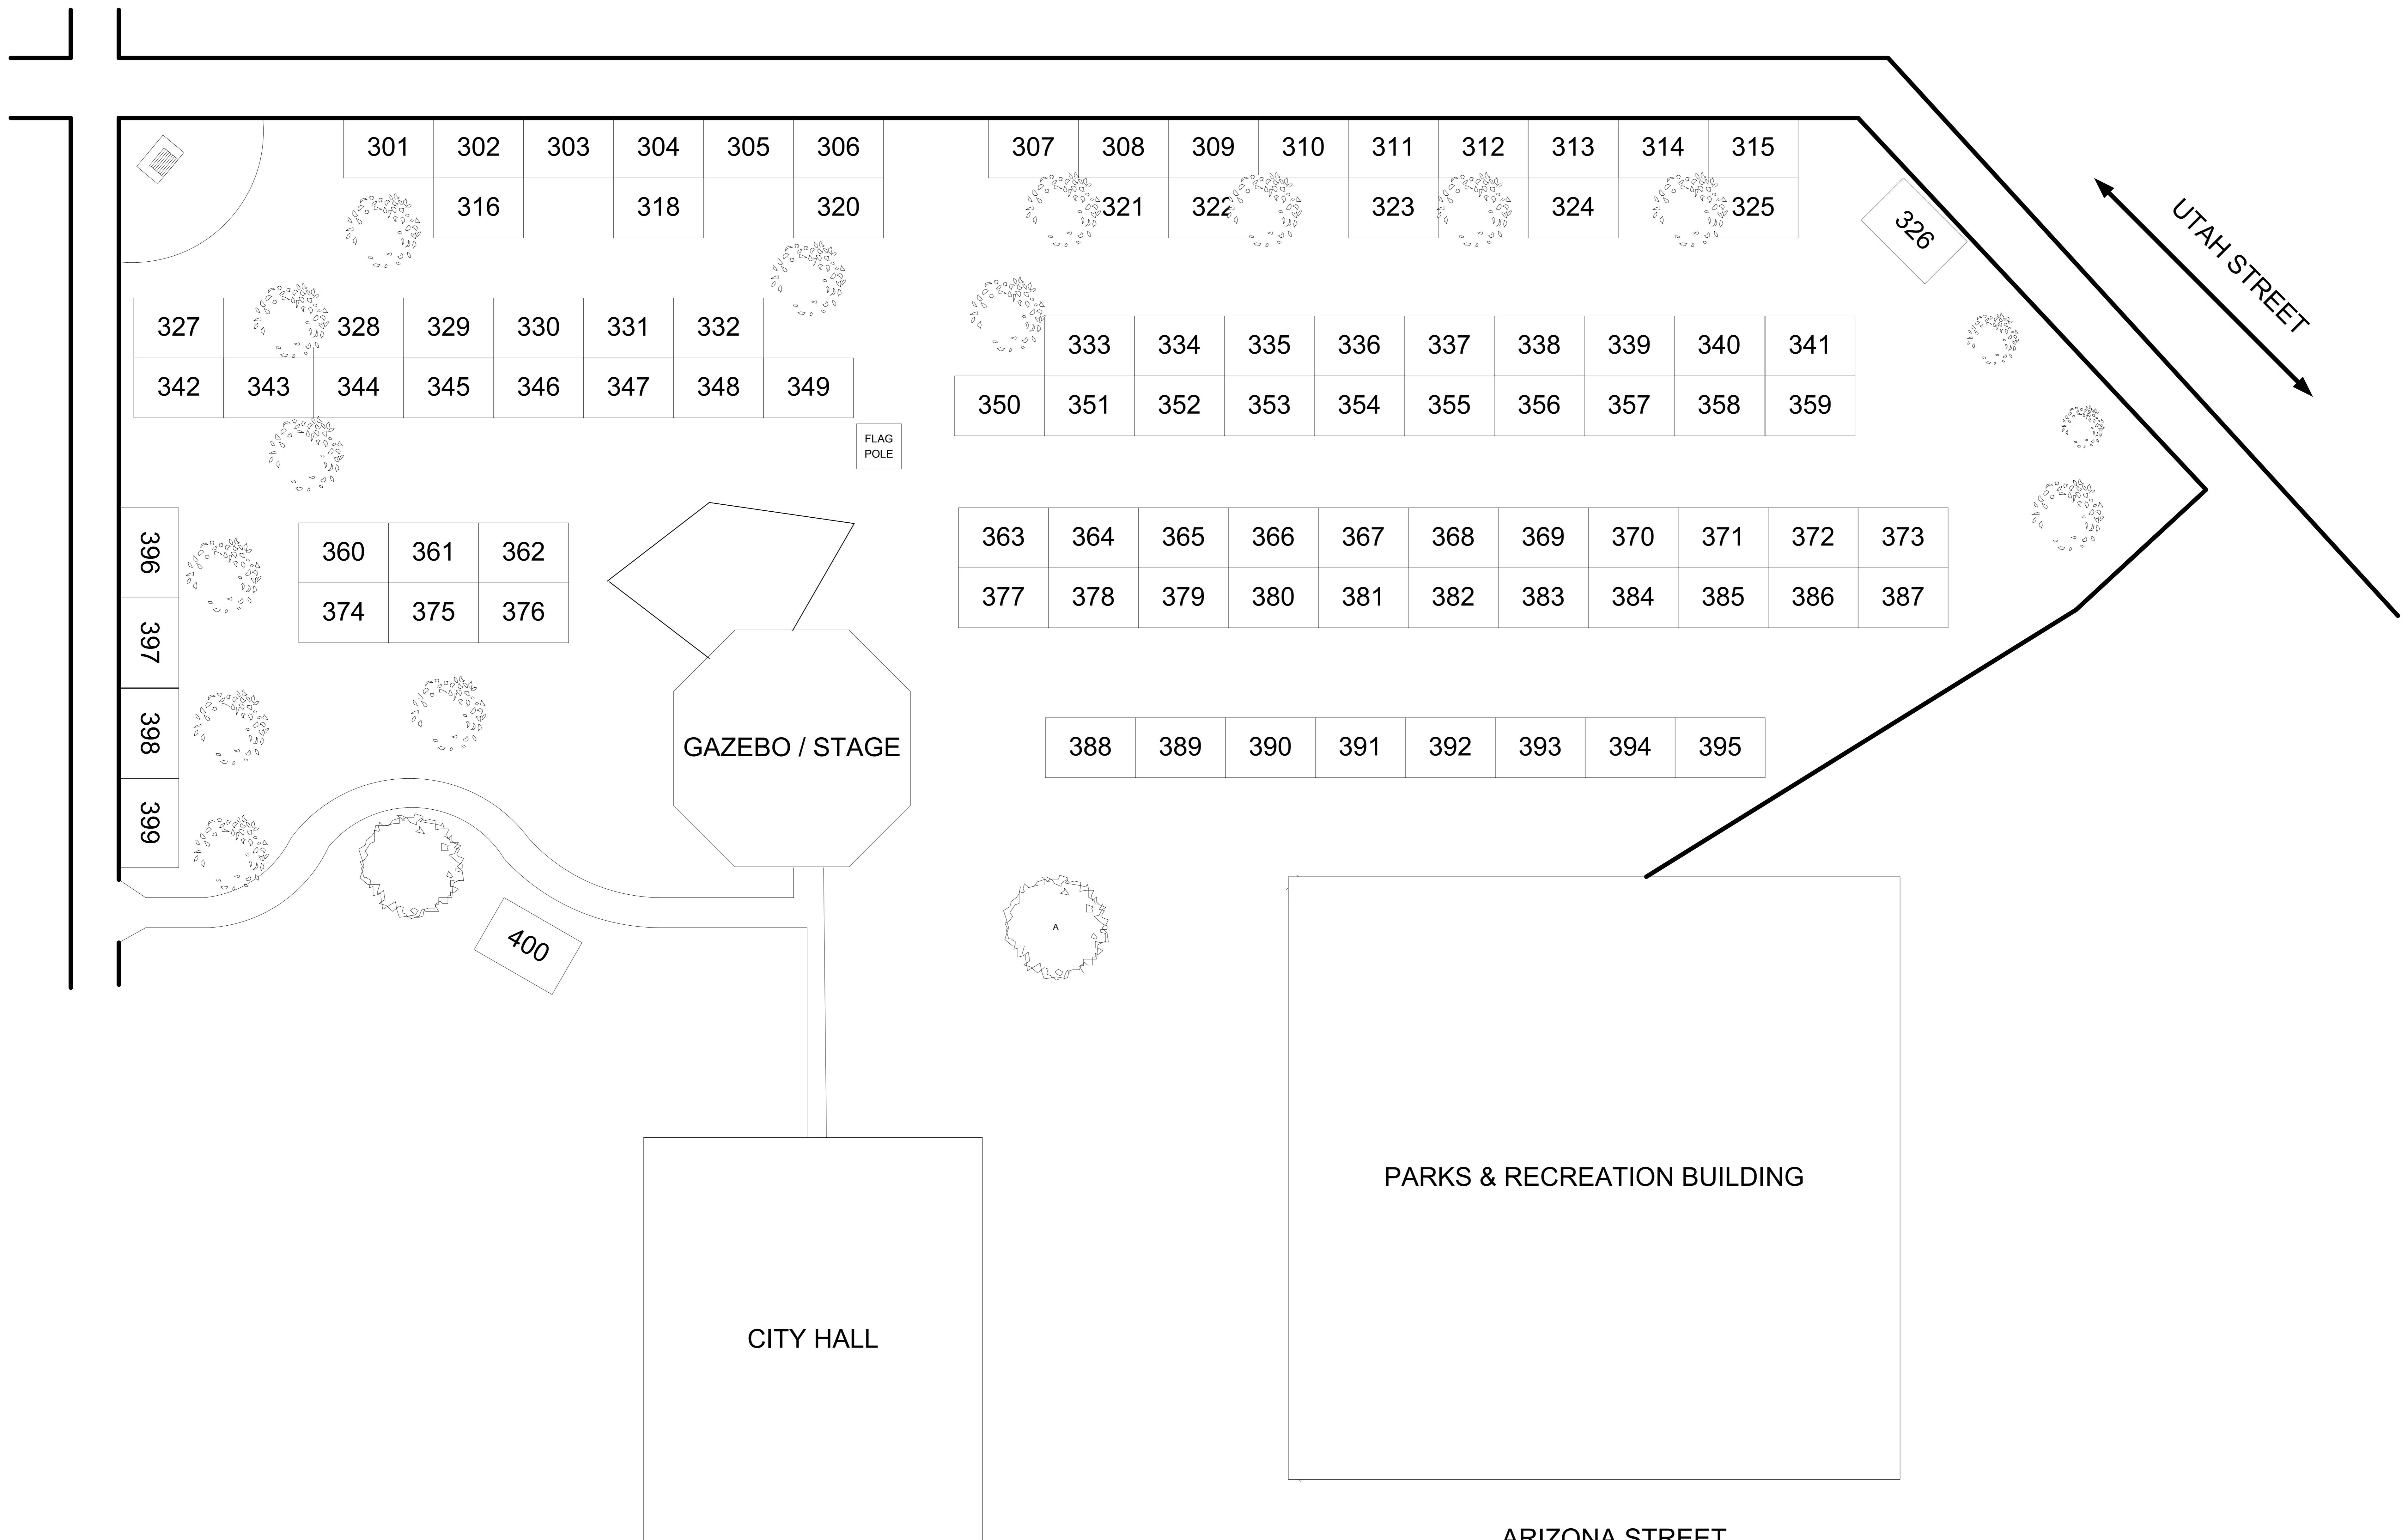 301 302 303 304 305 306 307 308 309 310 311 312 313 314 315
316 318 320 321 322 323 324 325 326
UTAH STREET
327 328 329 330 331 332
333 334 335 336 337 338 339 340 341
342 343 344 345 346 347 348 349
350 351 352 353 354 355 356 357 358 359
FLAG
POLE
363 364 365 366 367 368 369 370 371 372 373
396 360 361 362
377 378 379 380 381 382 383 384 385 386 387
397 374 375 376
398 GAZEBO / STAGE 388 389 390 391 392 393 394 395
399
400
A
PARKS & RECREATION BUILDING
CITY HALL
ARIZONA STREET